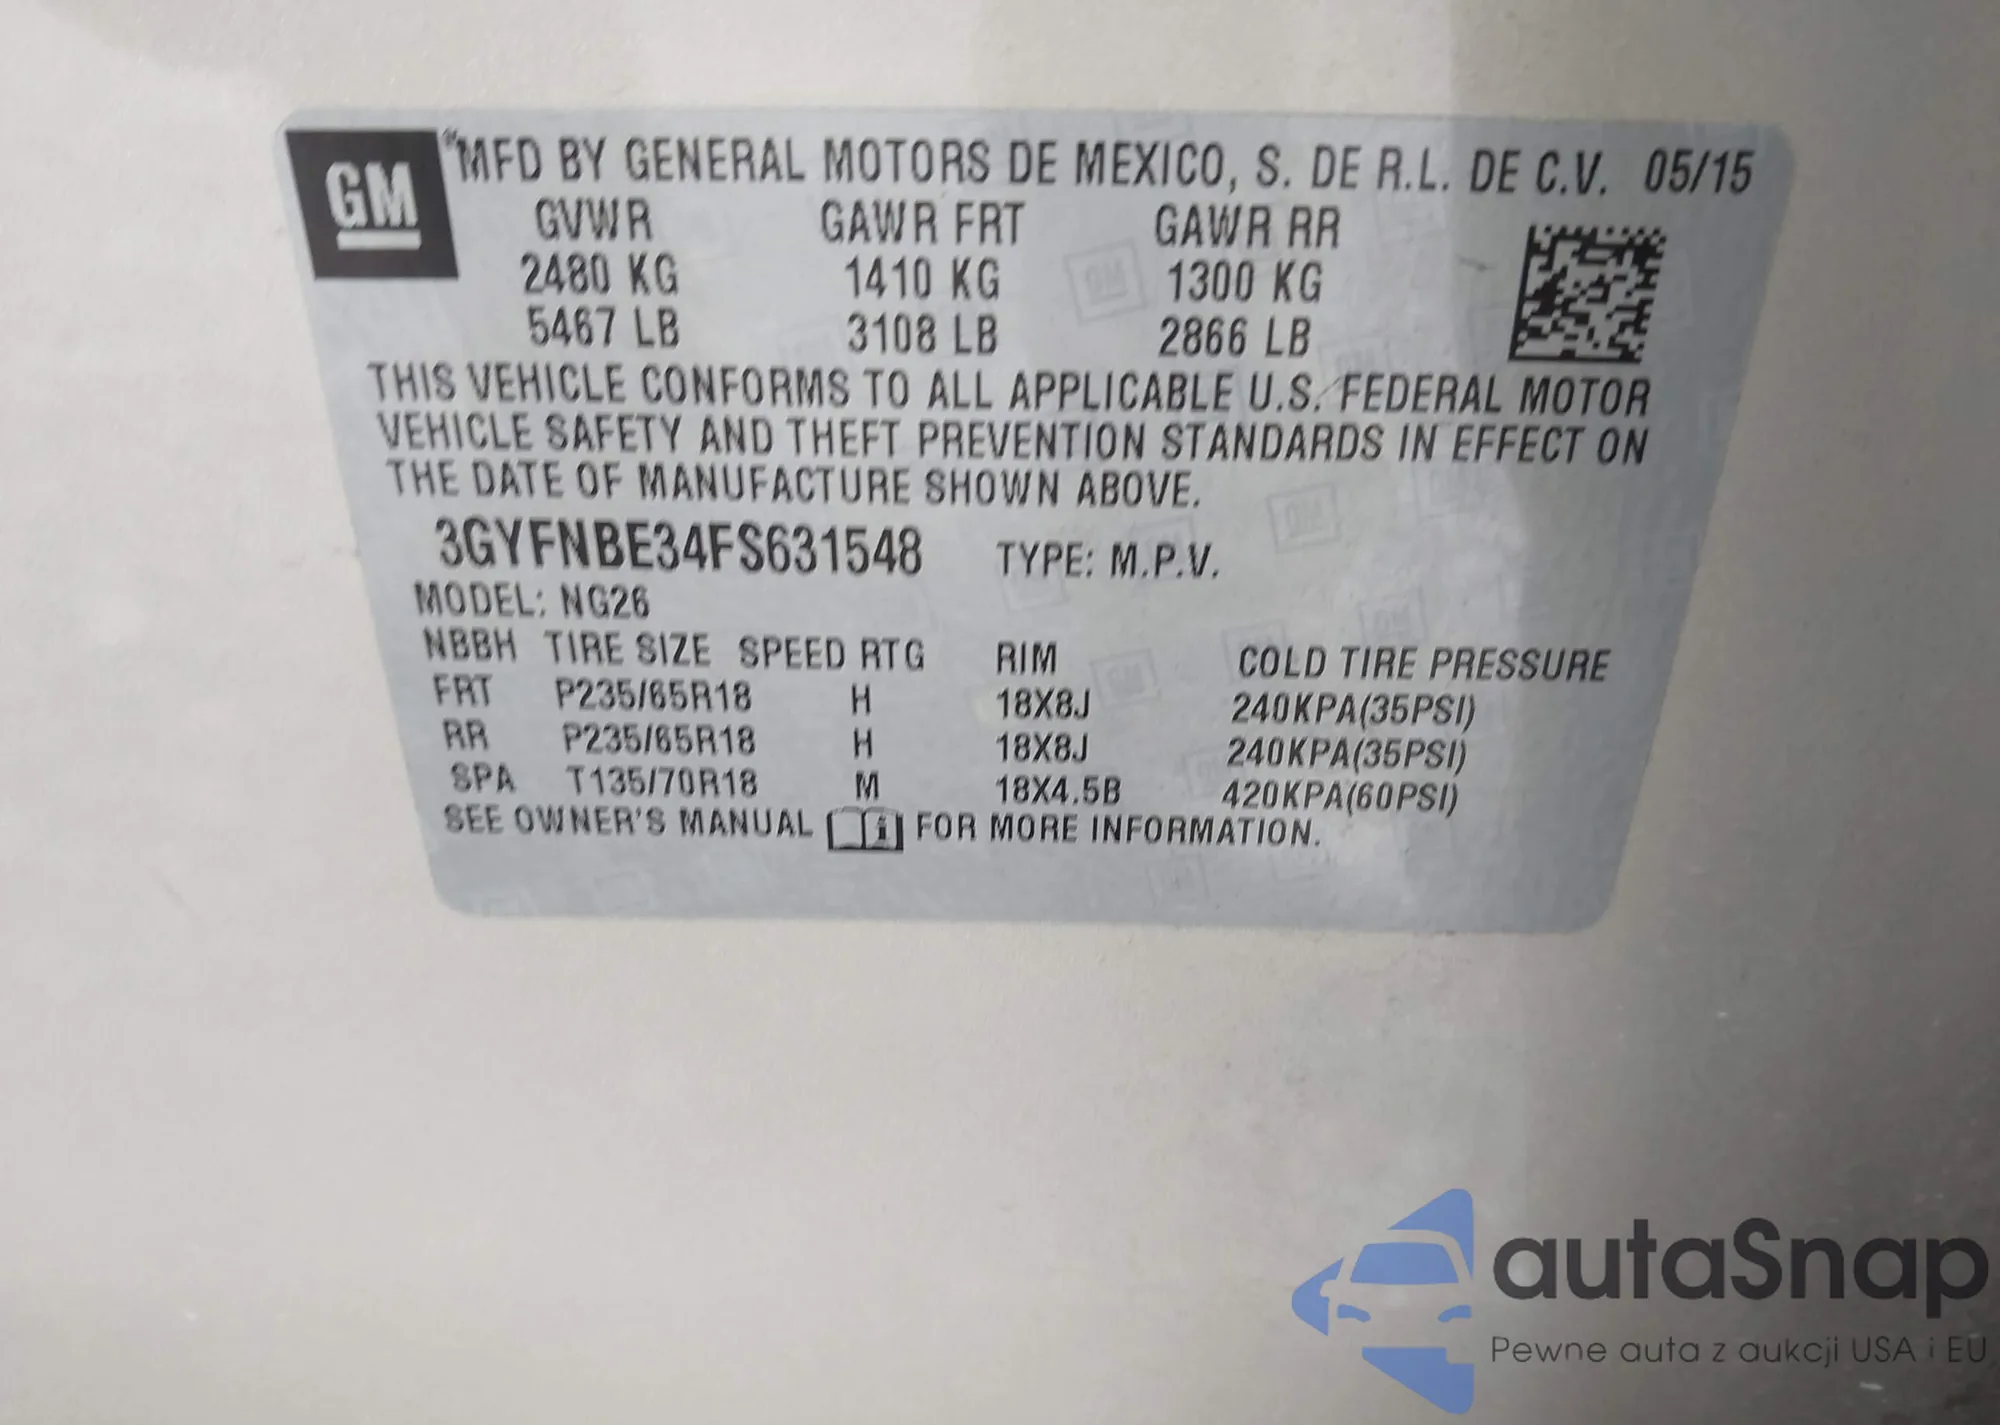 GM
MFD BY GENERAL MOTORS DE MEXICO, S. DE R.L. DE C.V. 05/15
GVWR GAWR FRT GAWR RR
2480 KG 1410 KG 1300 KG
5467 LB 3108 LB 2866 LB
THIS VEHICLE CONFORMS TO ALL APPLICABLE U.S. FEDERAL MOTOR
VEHICLE SAFETY AND THEFT PREVENTION STANDARDS IN EFFECT ON
THE DATE OF MANUFACTURE SHOWN ABOVE.
3GYFNBE34FS631548 TYPE: M.P.V.
MODEL: NG26
NBBH TIRE SIZE SPEED RTG RIM COLD TIRE PRESSURE
FRT P235/65R18 H 18X8J 240KPA(35PSI)
RR P235/65R18 H 18X8J 240KPA(35PSI)
SPA T135/70R18 M 18X4.5B 420KPA(60PSI)
SEE OWNER'S MANUAL FOR MORE INFORMATION.
autaSnap
Pewne auta z aukcji USA i EU